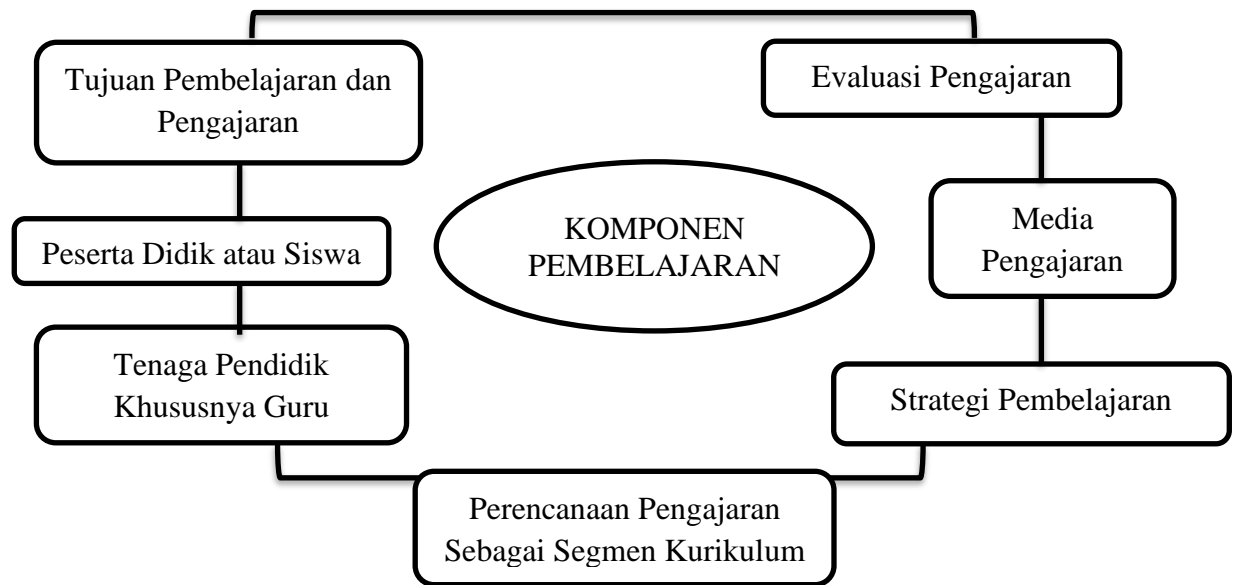 Tujuan Pembelajaran dan
Pengajaran
Evaluasi Pengajaran
Peserta Didik atau Siswa
KOMPONEN
PEMBELAJARAN
Media
Pengajaran
Tenaga Pendidik
Khususnya Guru
Strategi Pembelajaran
Perencanaan Pengajaran
Sebagai Segmen Kurikulum